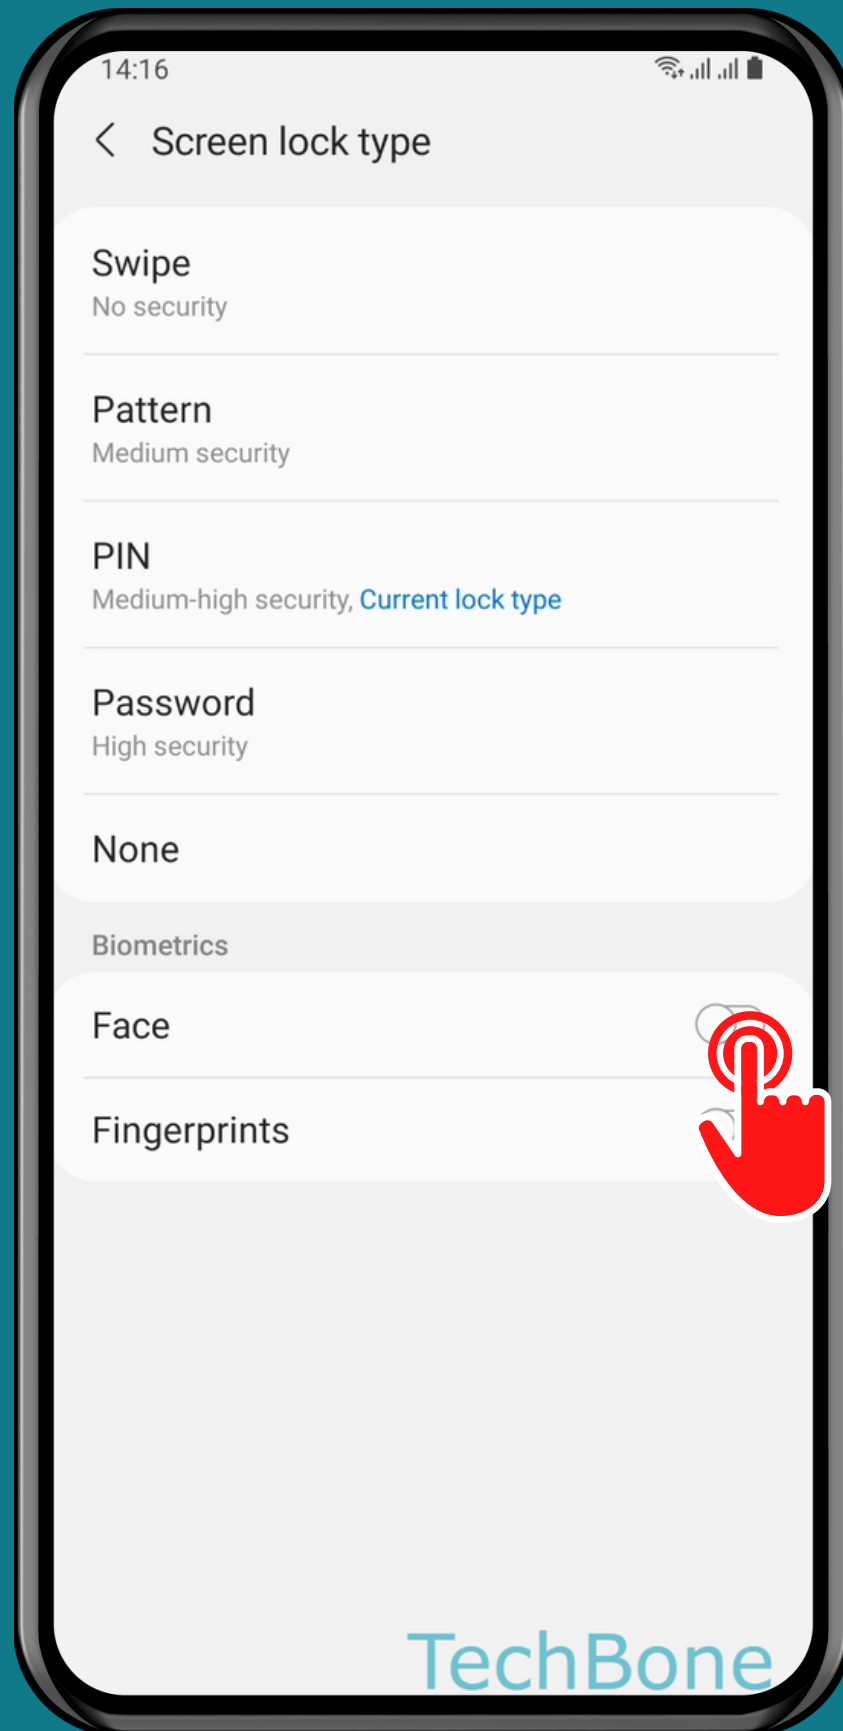 14:16
Screen lock type
Swipe
No security
Pattern
Medium security
PIN
Medium-high security, Current lock type
Password
High security
None
Biometrics
Face
Fingerprints
TechBone